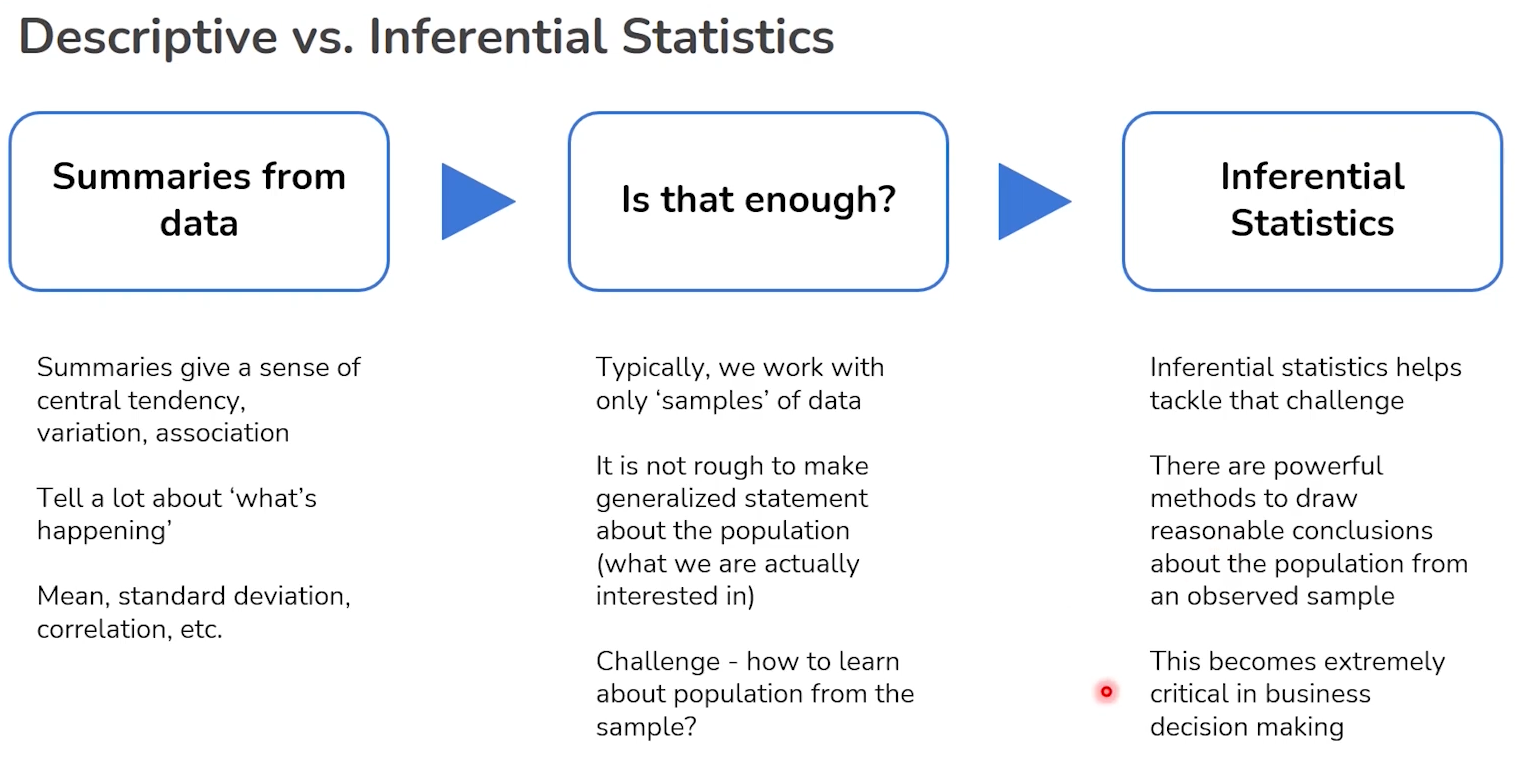 Descriptive vs. Inferential Statistics
Summaries from
data
Is that enough?
Inferential
Statistics
Summaries give a sense of
central tendency,
variation, association
Tell a lot about ‘what’s
happening’
Mean, standard deviation,
correlation, etc.
Typically, we work with
only ‘samples’ of data
It is not rough to make
generalized statement
about the population
(what we are actually
interested in)
Challenge - how to learn
about population from the
sample?
Inferential statistics helps
tackle that challenge
There are powerful
methods to draw
reasonable conclusions
about the population from
an observed sample
This becomes extremely
critical in business
decision making